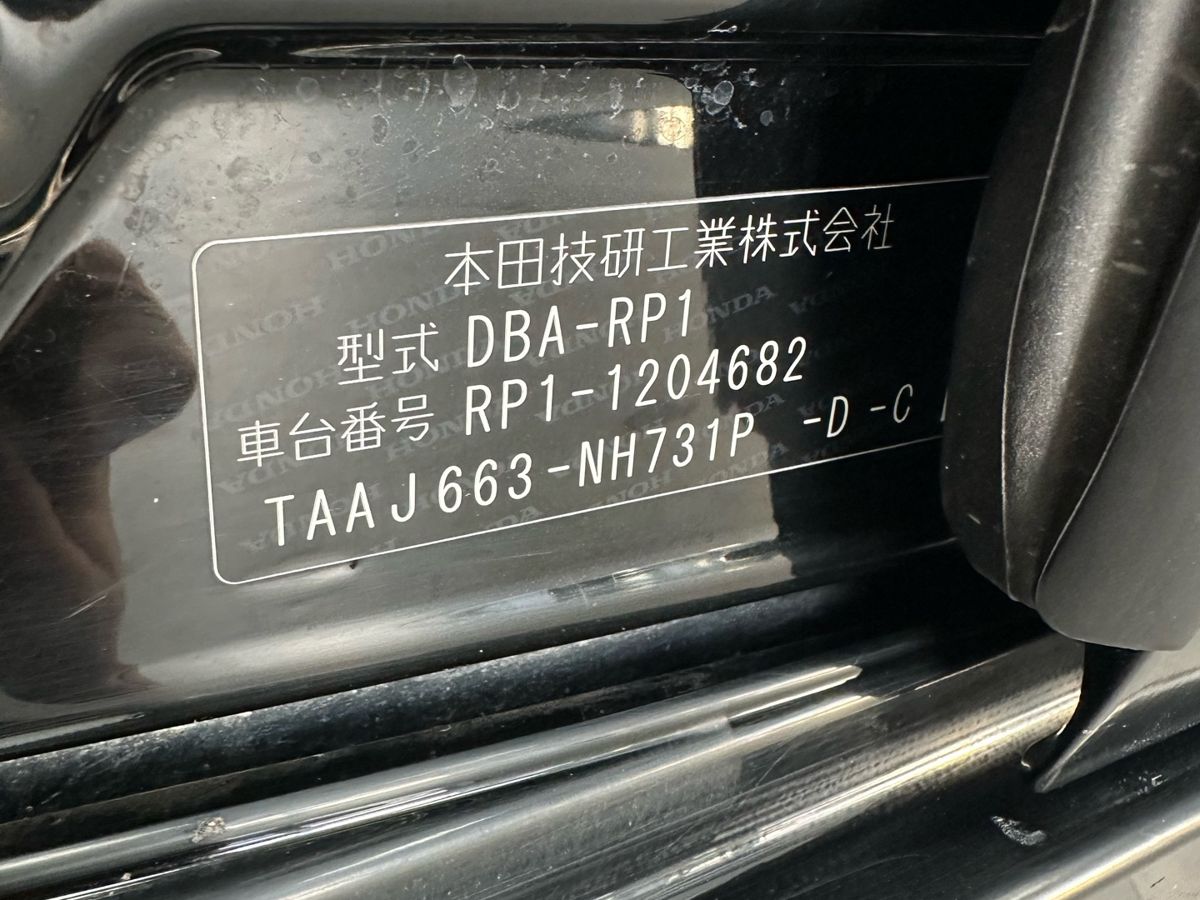 本田技研工業株式会社
型式 DBA-RP1
車台番号 RP1-1204682
TAAJ663-NH731P -D-C